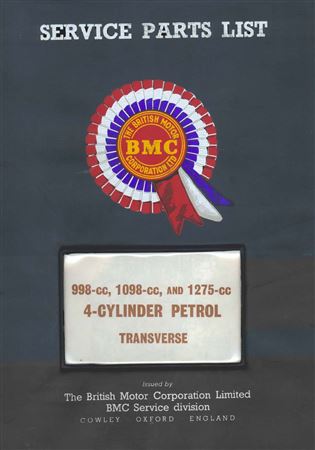 SERVICE PARTS LIST
THE BRITISH MOTOR
BMC
CORPORATION LTD
998-cc, 1098-cc, AND 1275-cc
4-CYLINDER PETROL
TRANSVERSE
Issued by
The British Motor Corporation Limited
BMC Service division
COWLEY OXFORD ENGLAND